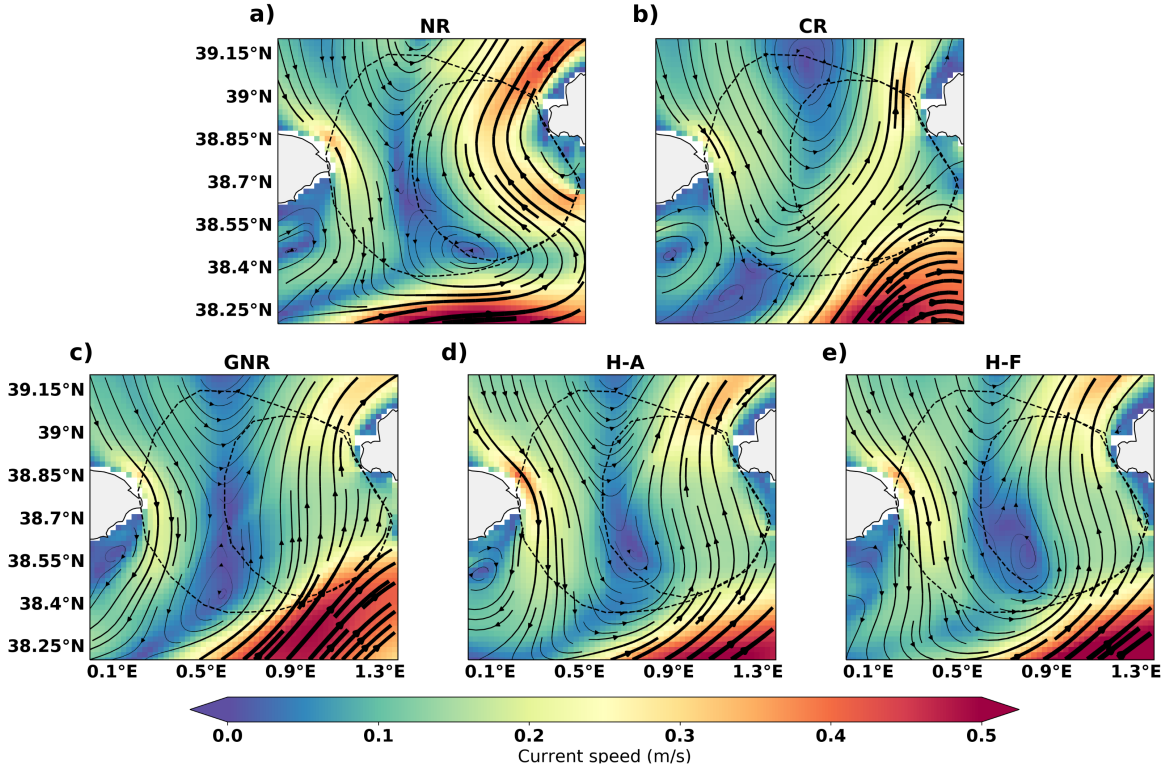 a)
NR
b)
CR
39.15°N
39°N
38.85°N
38.7°N
38.55°N
38.4°N
38.25°N
c)
GNR
d)
H-A
e)
H-F
39.15°N
39°N
38.85°N
38.7°N
38.55°N
38.4°N
38.25°N
0.1°E 0.5°E 0.9°E 1.3°E
0.1°E 0.5°E 0.9°E 1.3°E
0.1°E 0.5°E 0.9°E 1.3°E
0.0 0.1 0.2 0.3 0.4 0.5
Current speed (m/s)